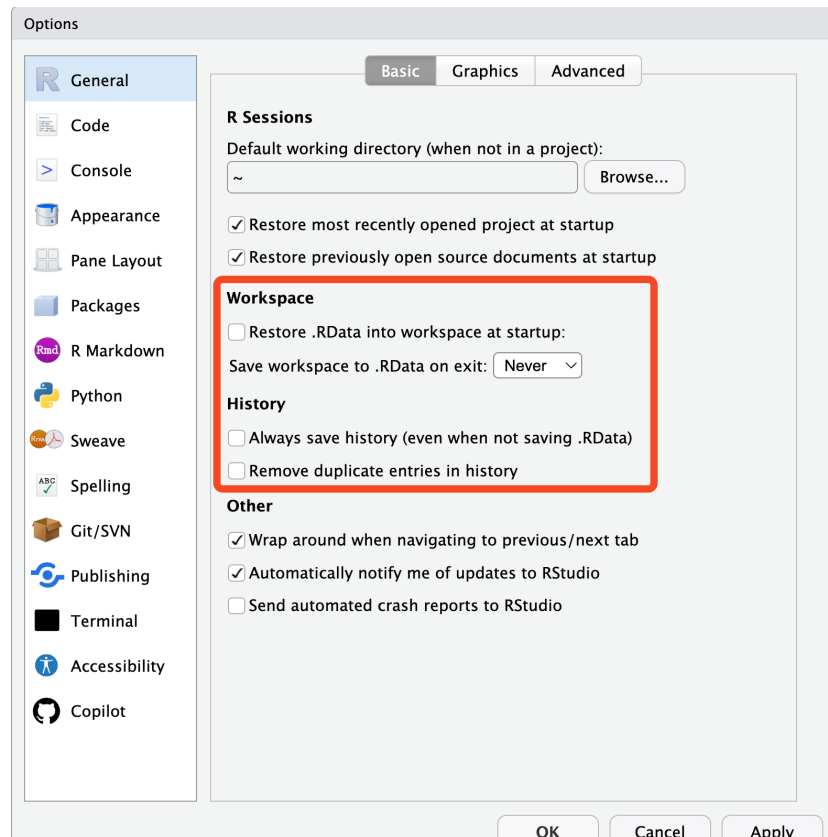 Options
General
Code
Console
Appearance
Pane Layout
Packages
R Markdown
Python
Sweave
Spelling
Git/SVN
Publishing
Terminal
Accessibility
Copilot
Basic Graphics Advanced
R Sessions
Default working directory (when not in a project):
~ Browse...
Restore most recently opened project at startup
Restore previously open source documents at startup
Workspace
Restore .RData into workspace at startup:
Save workspace to .RData on exit: Never
History
Always save history (even when not saving .RData)
Remove duplicate entries in history
Other
Wrap around when navigating to previous/next tab
Automatically notify me of updates to RStudio
Send automated crash reports to RStudio
OK Cancel Apply
R
>
Rmd
Rnw
ABC